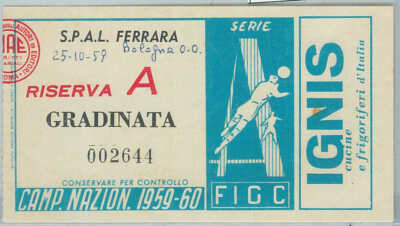 S.P.A.L. FERRARA
25-10-59 Bologna 0.0.
RISERVA A
GRADINATA
002644
CONSERVARE PER CONTROLLO
CAMP. NAZION. 1959-60
SERIE
A
FIGC
IGNIS
cucine
e frigoriferi d'Italia